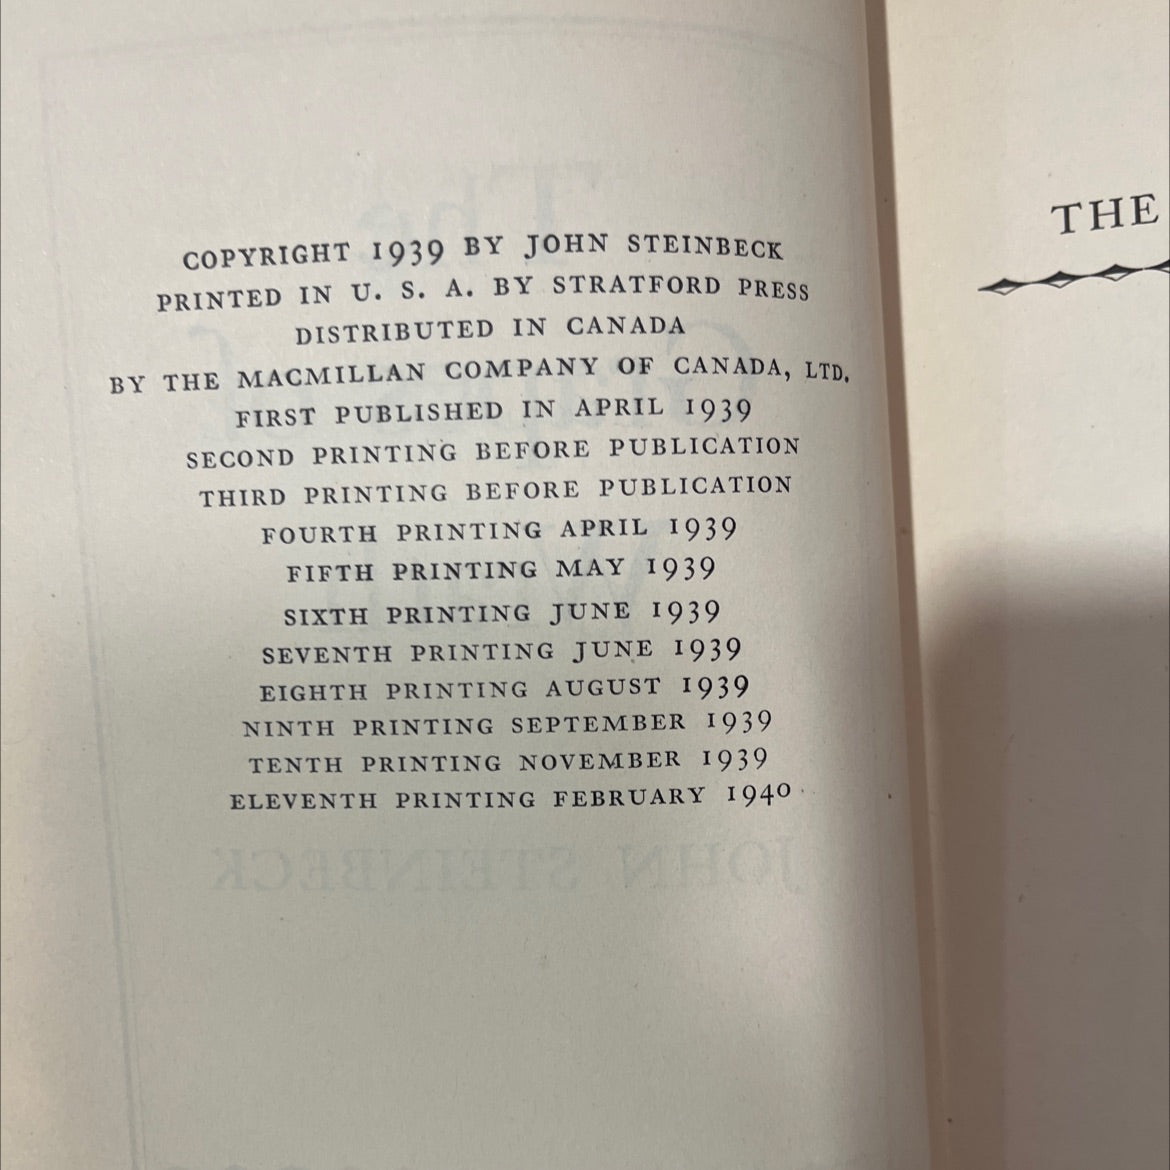 COPYRIGHT 1939 BY JOHN STEINBECK
PRINTED IN U. S. A. BY STRATFORD PRESS
DISTRIBUTED IN CANADA
BY THE MACMILLAN COMPANY OF CANADA, LTD.
FIRST PUBLISHED IN APRIL 1939
SECOND PRINTING BEFORE PUBLICATION
THIRD PRINTING BEFORE PUBLICATION
FOURTH PRINTING APRIL 1939
FIFTH PRINTING MAY 1939
SIXTH PRINTING JUNE 1939
SEVENTH PRINTING JUNE 1939
EIGHTH PRINTING AUGUST 1939
NINTH PRINTING SEPTEMBER 1939
TENTH PRINTING NOVEMBER 1939
ELEVENTH PRINTING FEBRUARY 1940
JOHN STEINBECK
THE